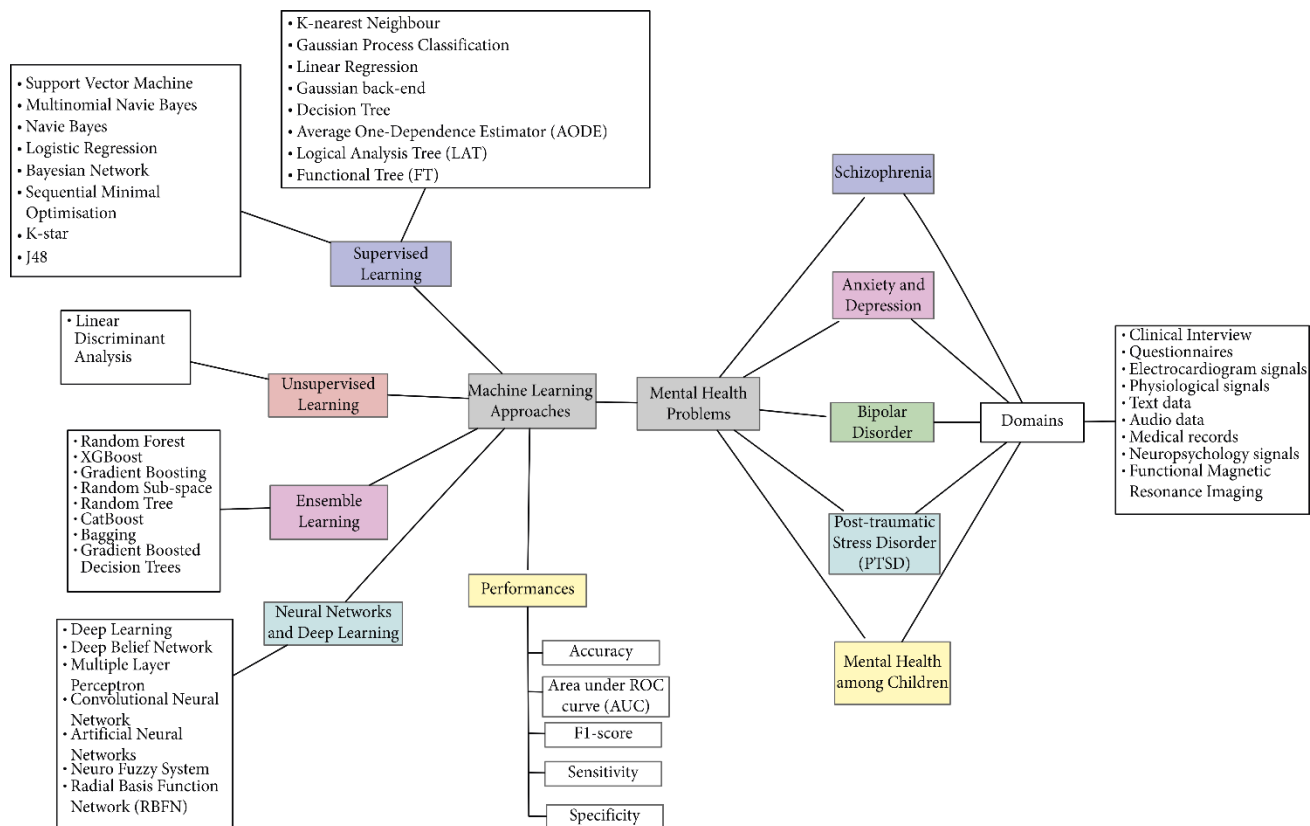 • K-nearest Neighbour
• Gaussian Process Classification
• Linear Regression
• Gaussian back-end
• Decision Tree
• Average One-Dependence Estimator (AODE)
• Logical Analysis Tree (LAT)
• Functional Tree (FT)
• Support Vector Machine
• Multinomial Navie Bayes
• Navie Bayes
• Logistic Regression
• Bayesian Network
• Sequential Minimal
Optimisation
• K-star
• J48
Supervised
Learning
• Linear
Discriminant
Analysis
Unsupervised
Learning
Machine Learning
Approaches
• Random Forest
• XGBoost
• Gradient Boosting
• Random Sub-space
• Random Tree
• CatBoost
• Bagging
• Gradient Boosted
Decision Trees
Ensemble
Learning
Neural Networks
and Deep Learning
• Deep Learning
• Deep Belief Network
• Multiple Layer
Perceptron
• Convolutional Neural
Network
• Artificial Neural
Networks
• Neuro Fuzzy System
• Radial Basis Function
Network (RBFN)
Performances
Accuracy
Area under ROC
curve (AUC)
F1-score
Sensitivity
Specificity
Mental Health
Problems
Schizophrenia
Anxiety and
Depression
Bipolar
Disorder
Post-traumatic
Stress Disorder
(PTSD)
Mental Health
among Children
Domains
• Clinical Interview
• Questionnaires
• Electrocardiogram signals
• Physiological signals
• Text data
• Audio data
• Medical records
• Neuropsychology signals
• Functional Magnetic
Resonance Imaging